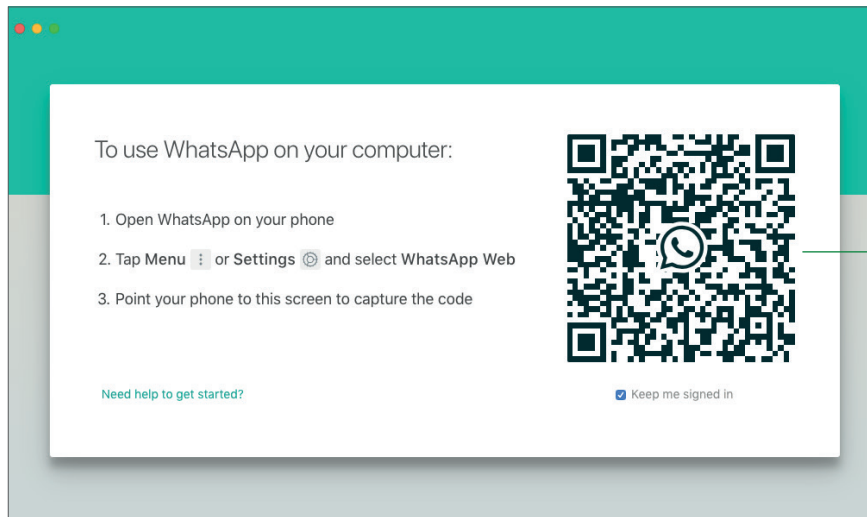 To use WhatsApp on your computer:
1. Open WhatsApp on your phone
2. Tap Menu or Settings and select WhatsApp Web
3. Point your phone to this screen to capture the code
Need help to get started?
Keep me signed in